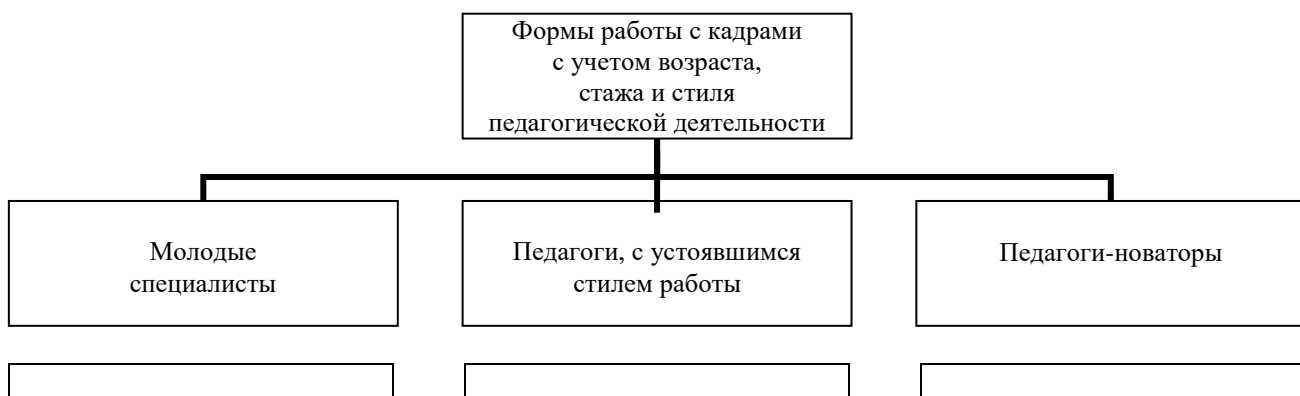 Формы работы с кадрами
с учетом возраста,
стажа и стиля
педагогической деятельности
Молодые
специалисты
Педагоги, с устоявшимся
стилем работы
Педагоги-новаторы